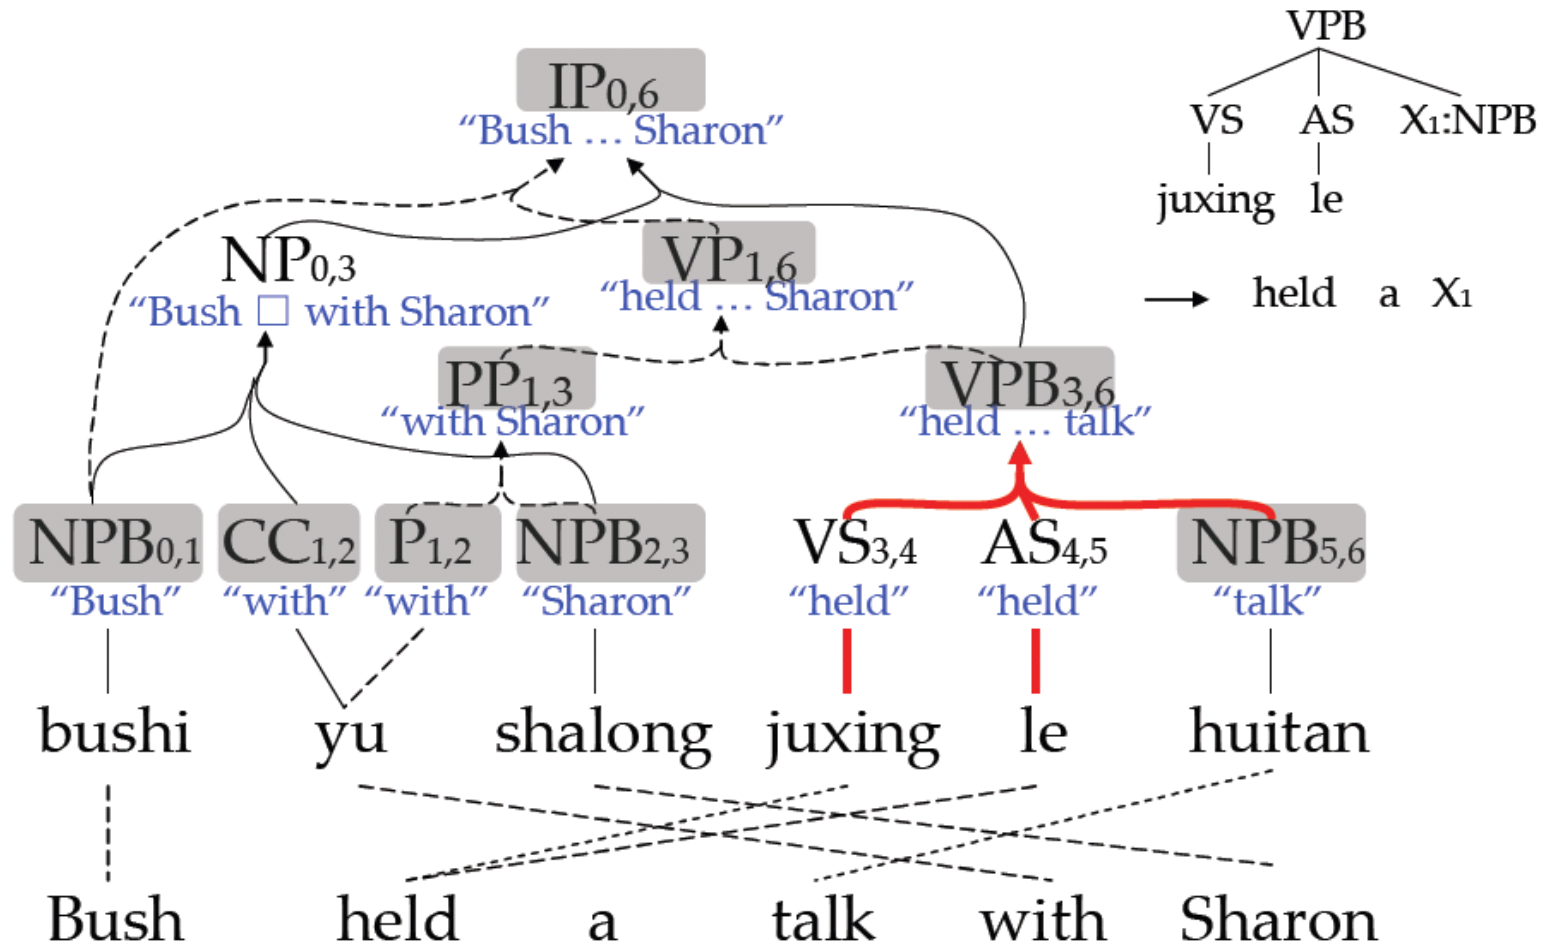 VPB
IP0,6
"Bush … Sharon"
VS AS X1:NPB
juxing le
NP0,3 VP1,6
"Bush □ with Sharon" "held … Sharon"
held a X1
PP1,3 VPB3,6
"with Sharon" "held … talk"
NPB0,1 CC1,2 P1,2 NPB2,3 VS3,4 AS4,5 NPB5,6
"Bush" "with" "with" "Sharon" "held" "held" "talk"
bushi yu shalong juxing le huitan
Bush held a talk with Sharon